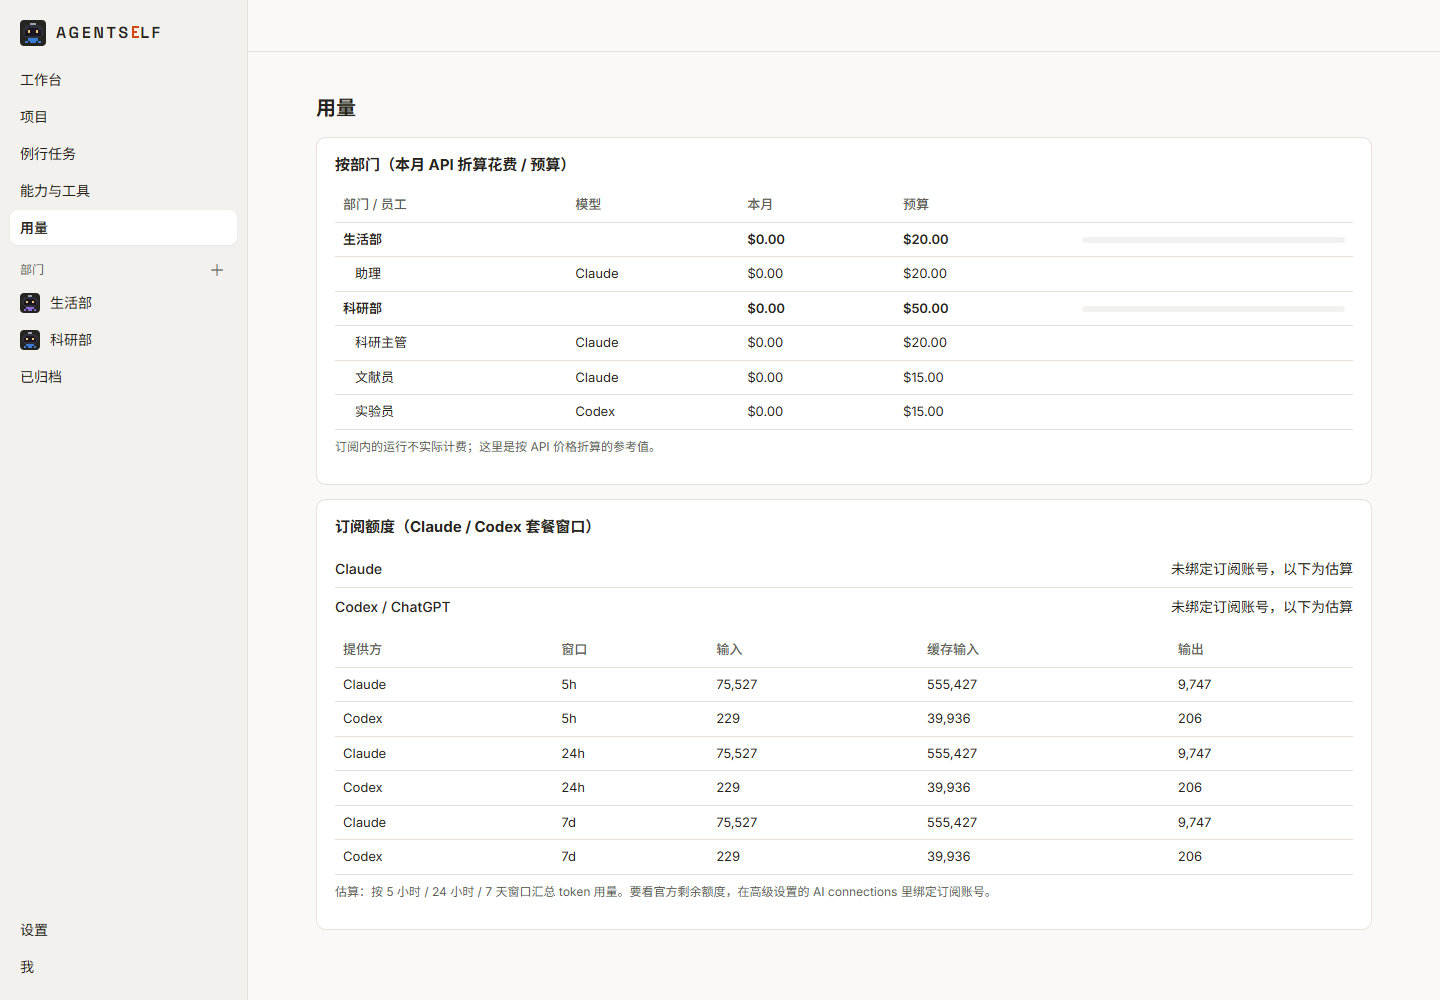 AGENTSELF
工作台
项目
例行任务
能力与工具
用量
部门
生活部
科研部
已归档
设置
我
用量
按部门（本月 API 折算花费 / 预算）
部门 / 员工 模型 本月 预算
生活部 $0.00 $20.00
助理 Claude $0.00 $20.00
科研部 $0.00 $50.00
科研主管 Claude $0.00 $20.00
文献员 Claude $0.00 $15.00
实验员 Codex $0.00 $15.00
订阅内的运行不实际计费；这里是按 API 价格折算的参考值。
订阅额度（Claude / Codex 套餐窗口）
Claude 未绑定订阅账号，以下为估算
Codex / ChatGPT 未绑定订阅账号，以下为估算
提供方 窗口 输入 缓存输入 输出
Claude 5h 75,527 555,427 9,747
Codex 5h 229 39,936 206
Claude 24h 75,527 555,427 9,747
Codex 24h 229 39,936 206
Claude 7d 75,527 555,427 9,747
Codex 7d 229 39,936 206
估算：按 5 小时 / 24 小时 / 7 天窗口汇总 token 用量。要看官方剩余额度，在高级设置的 AI connections 里绑定订阅账号。